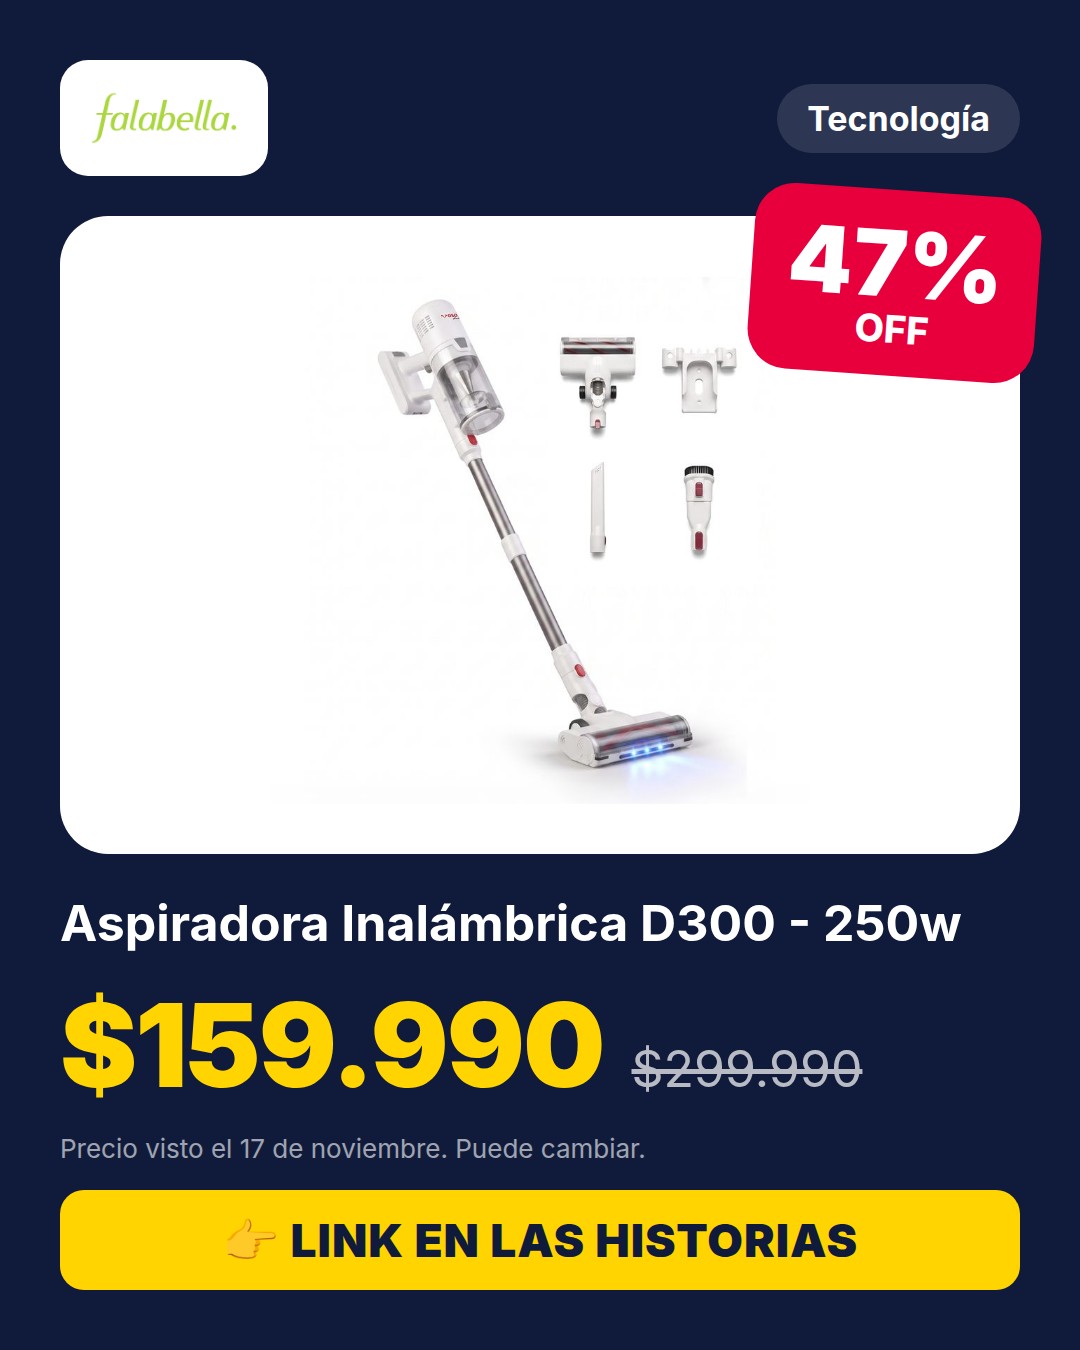 falabella.
Tecnología
47%
OFF
Aspiradora Inalámbrica D300 - 250w
$159.990 $299.990
Precio visto el 17 de noviembre. Puede cambiar.
👉 LINK EN LAS HISTORIAS